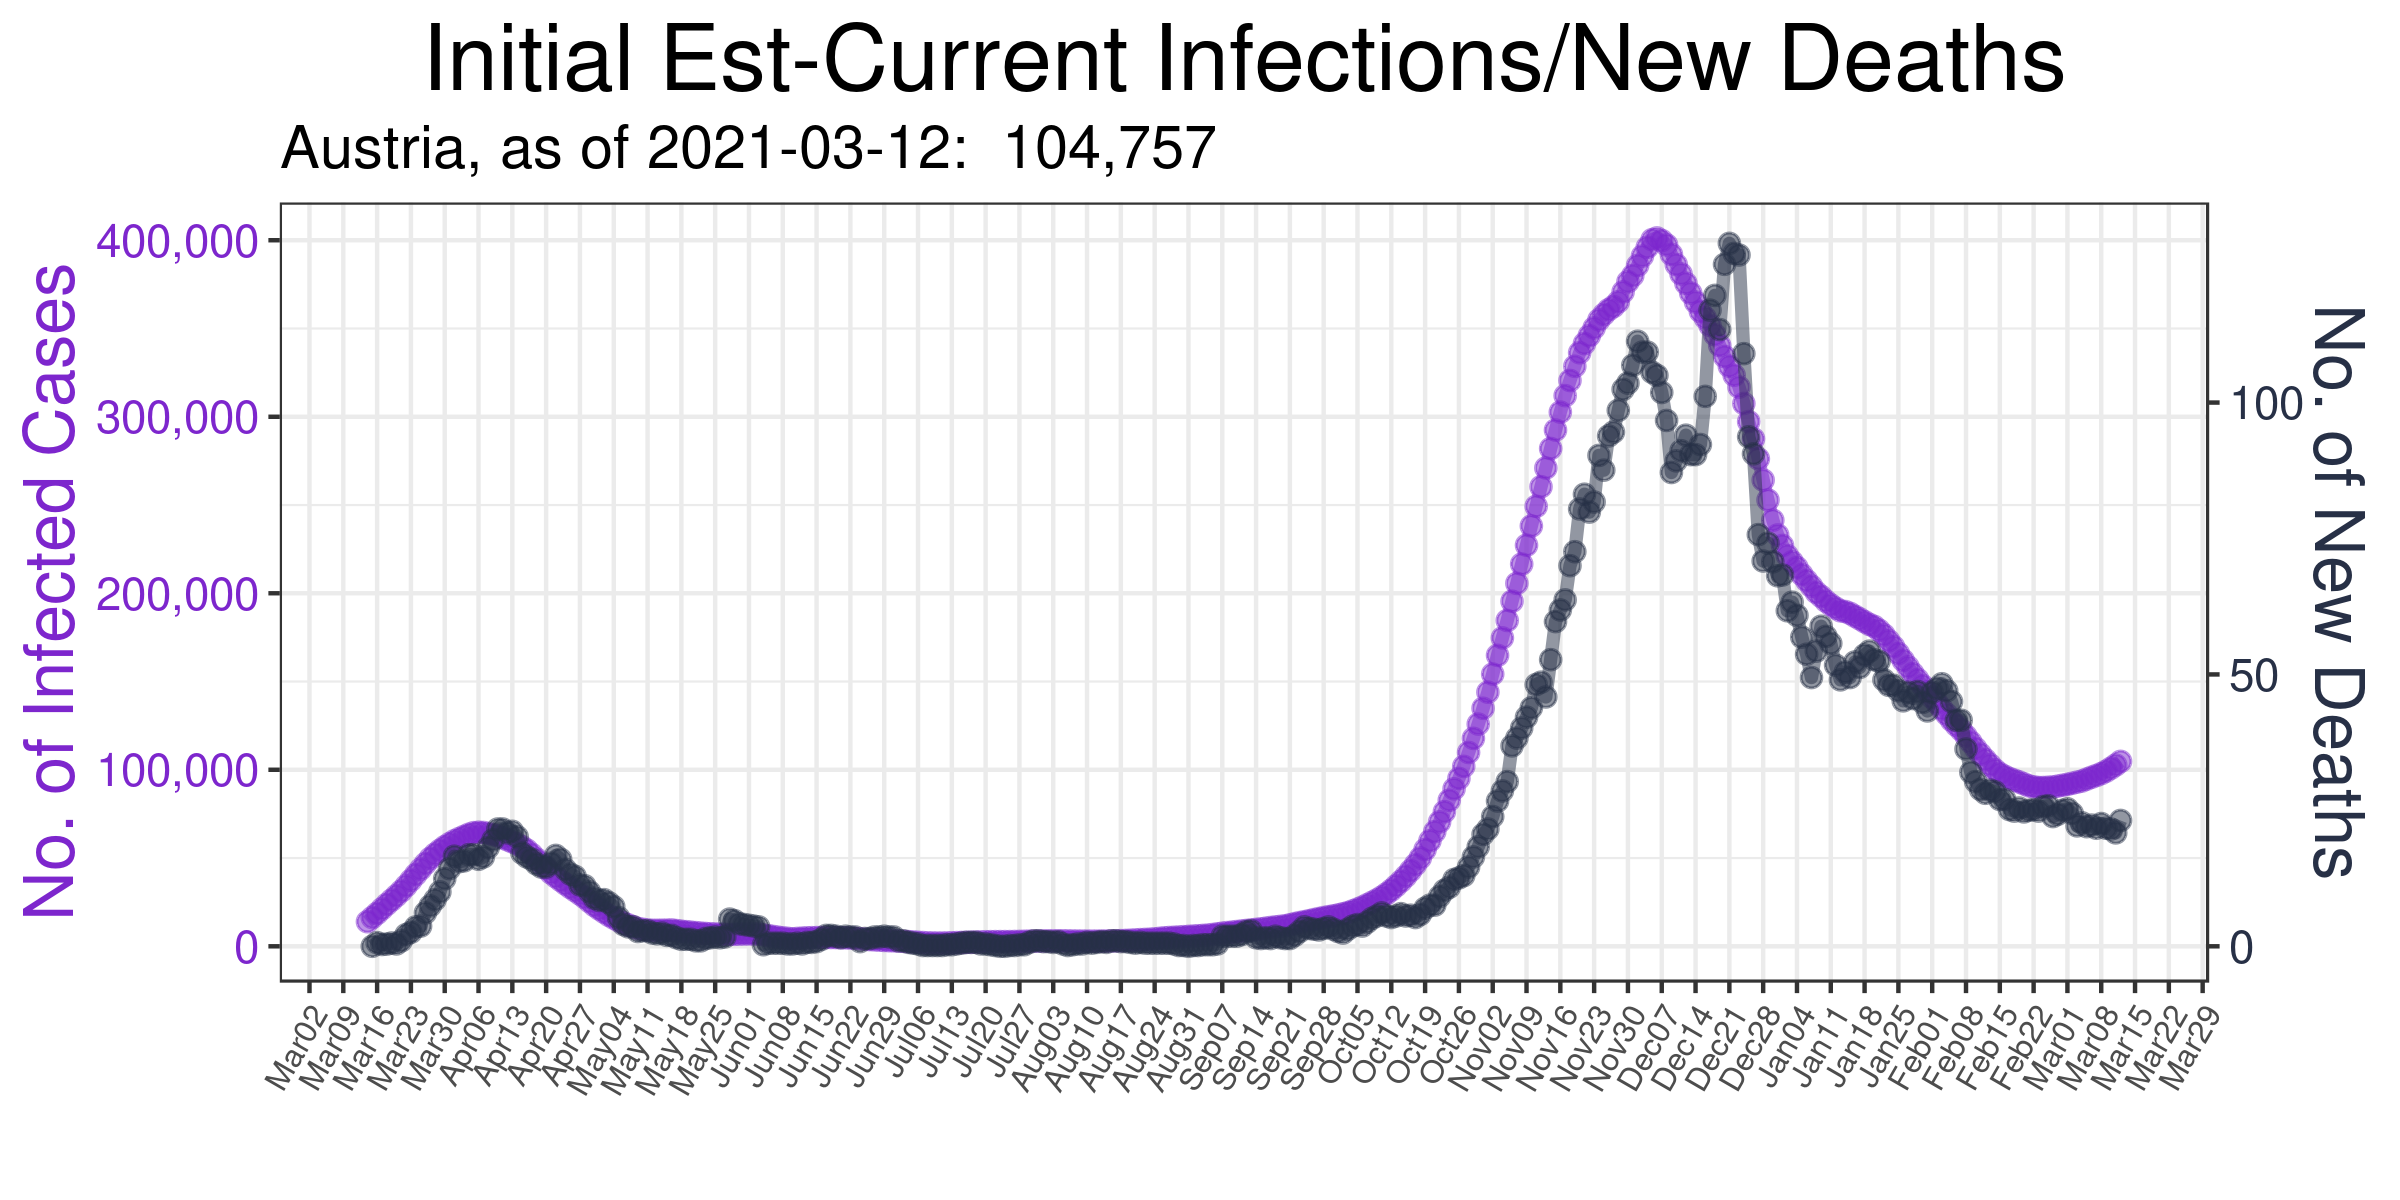 Initial Est-Current Infections/New Deaths
Austria, as of 2021-03-12:  104,757
No. of Infected Cases
400,000
300,000
200,000
100,000
0
100
50
0
No. of New Deaths
Mar02
Mar09
Mar16
Mar23
Mar30
Apr06
Apr13
Apr20
Apr27
May04
May11
May18
May25
Jun01
Jun08
Jun15
Jun22
Jun29
Jul06
Jul13
Jul20
Jul27
Aug03
Aug10
Aug17
Aug24
Aug31
Sep07
Sep14
Sep21
Sep28
Oct05
Oct12
Oct19
Oct26
Nov02
Nov09
Nov16
Nov23
Nov30
Dec07
Dec14
Dec21
Dec28
Jan04
Jan11
Jan18
Jan25
Feb01
Feb08
Feb15
Feb22
Mar01
Mar08
Mar15
Mar22
Mar29